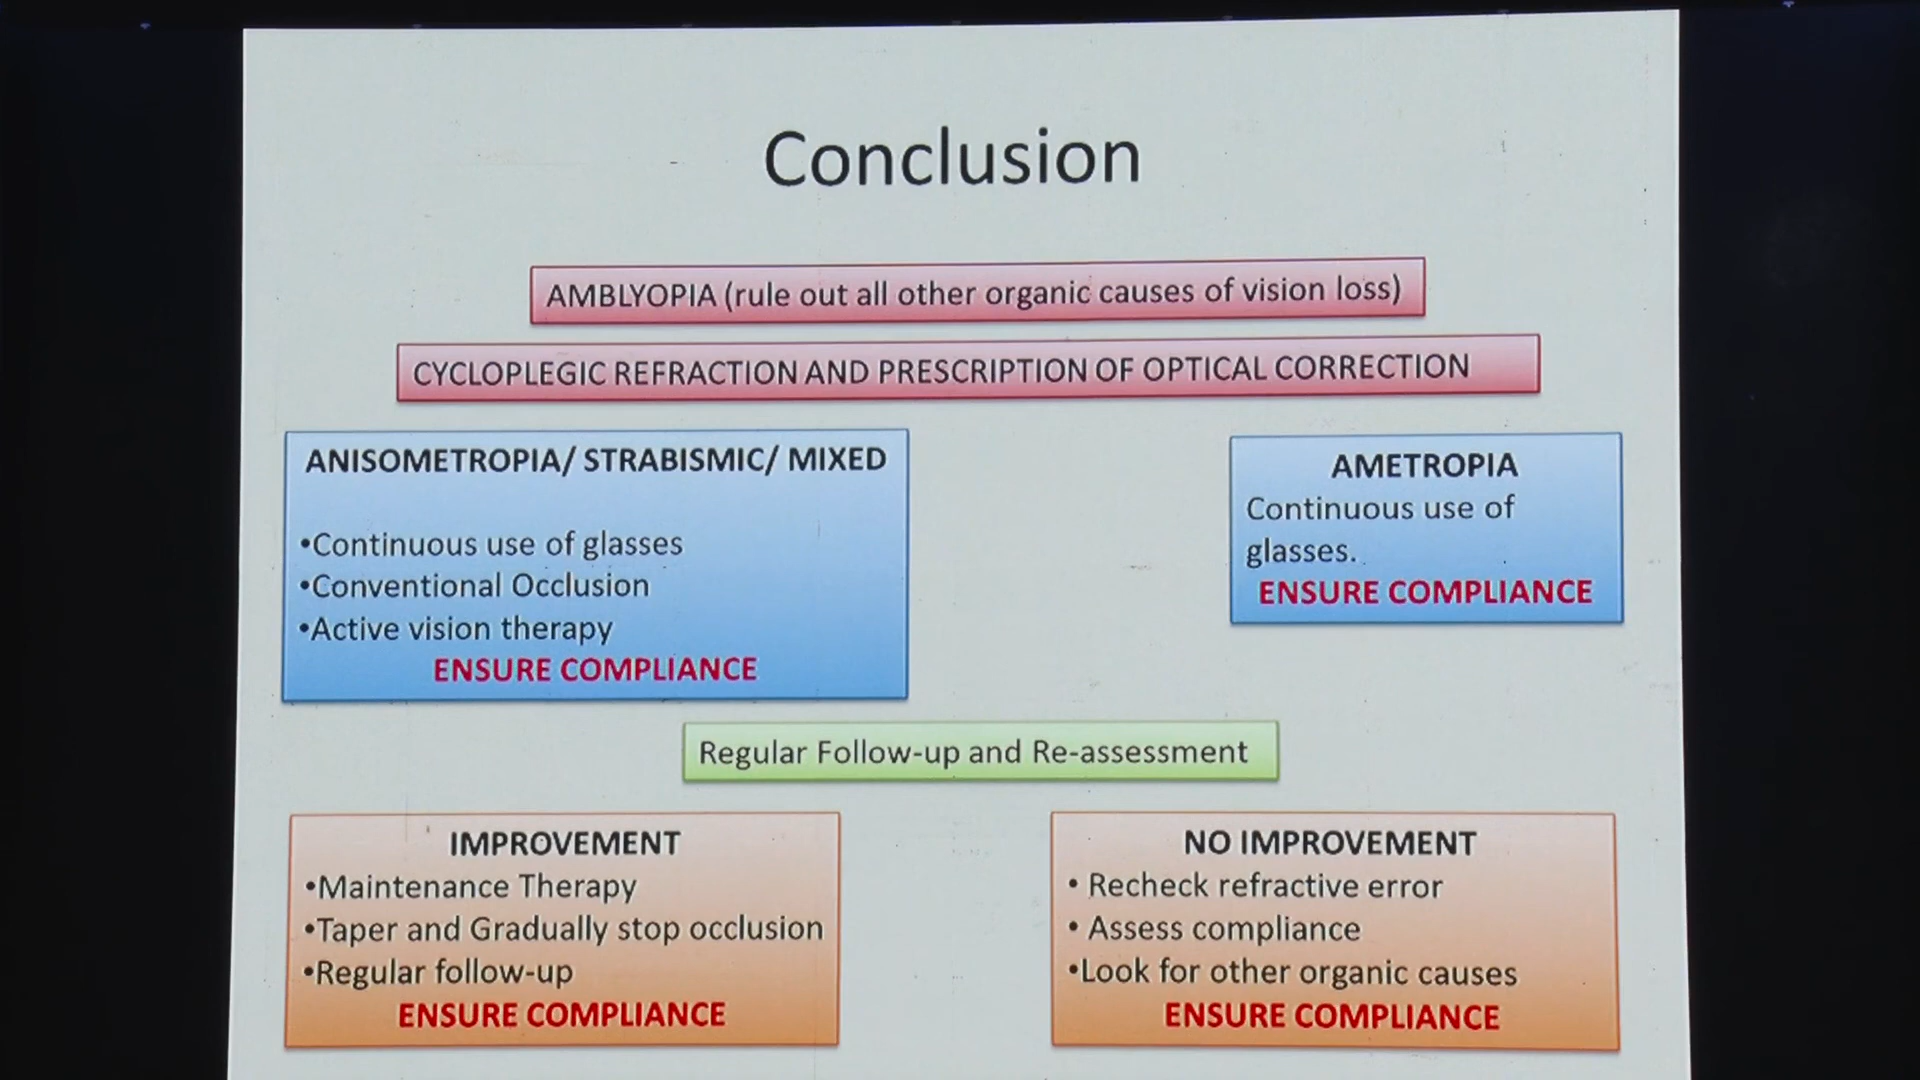 Conclusion
AMBLYOPIA (rule out all other organic causes of vision loss)
CYCLOPLEGIC REFRACTION AND PRESCRIPTION OF OPTICAL CORRECTION
ANISOMETROPIA/ STRABISMIC/ MIXED
•Continuous use of glasses
•Conventional Occlusion
•Active vision therapy
ENSURE COMPLIANCE
AMETROPIA
Continuous use of
glasses.
ENSURE COMPLIANCE
Regular Follow-up and Re-assessment
IMPROVEMENT
•Maintenance Therapy
•Taper and Gradually stop occlusion
•Regular follow-up
ENSURE COMPLIANCE
NO IMPROVEMENT
• Recheck refractive error
• Assess compliance
•Look for other organic causes
ENSURE COMPLIANCE